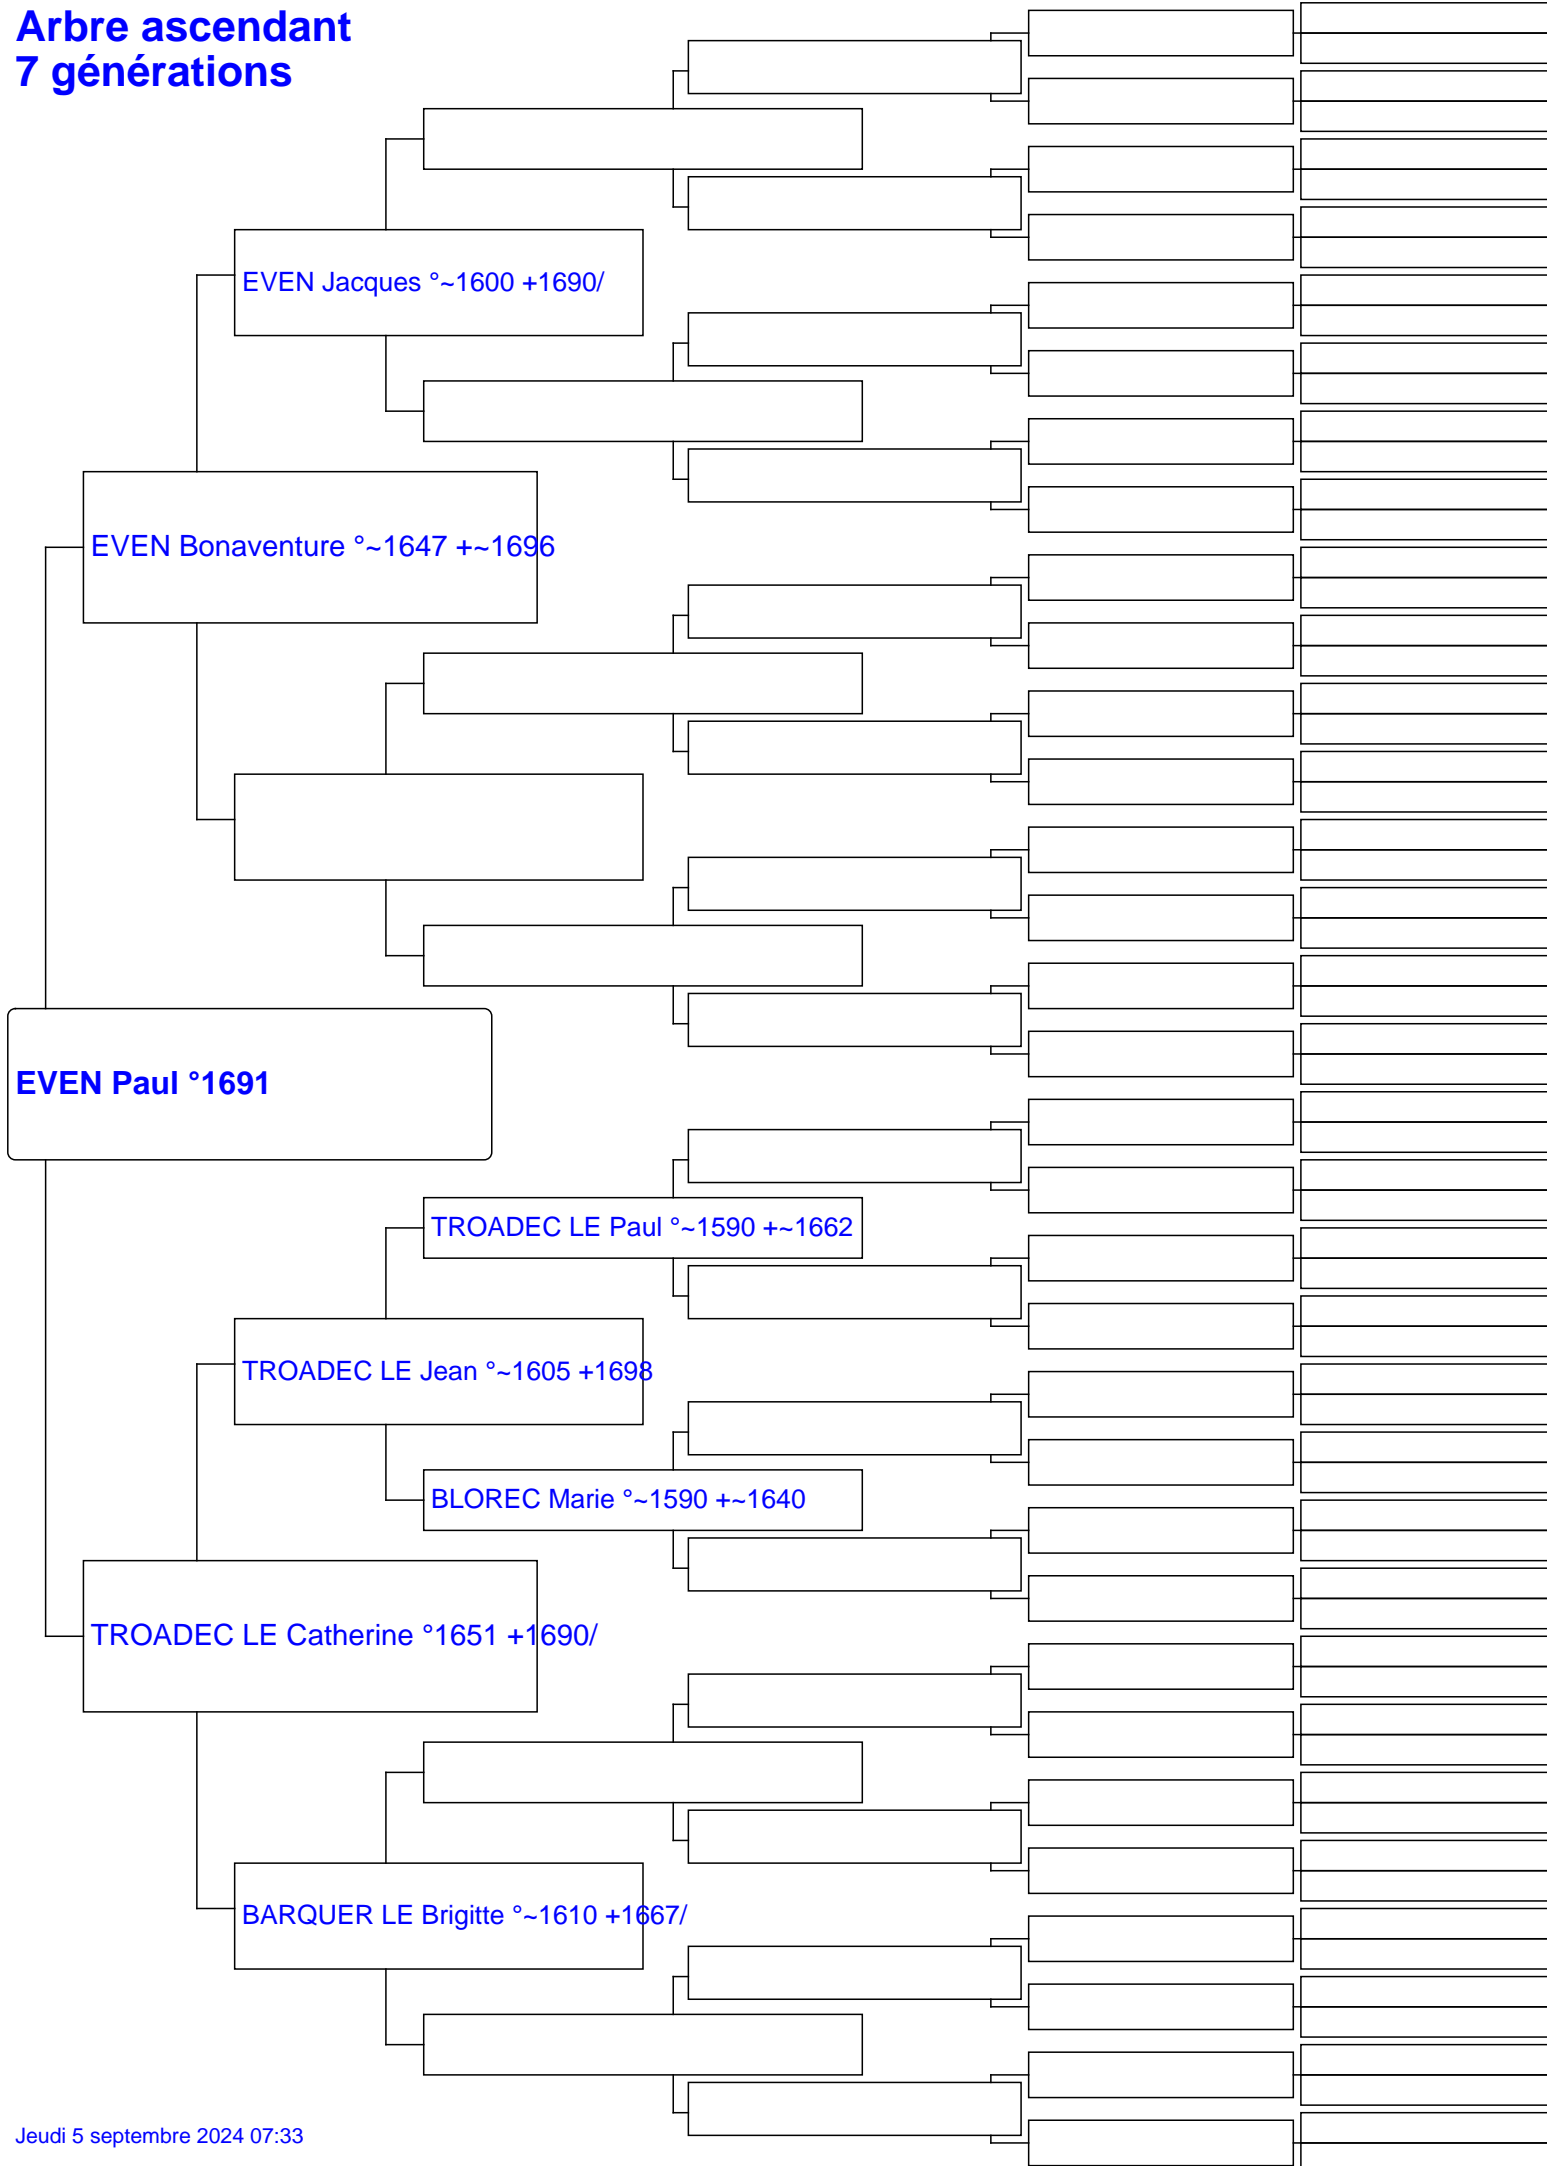 Arbre ascendant
7 générations
EVEN Jacques °~1600 +1690/
EVEN Bonaventure °~1647 +~1696
EVEN Paul °1691
TROADEC LE Paul °~1590 +~1662
TROADEC LE Jean °~1605 +1698
BLOREC Marie °~1590 +~1640
TROADEC LE Catherine °1651 +1690/
BARQUER LE Brigitte °~1610 +1667/
Jeudi 5 septembre 2024 07:33